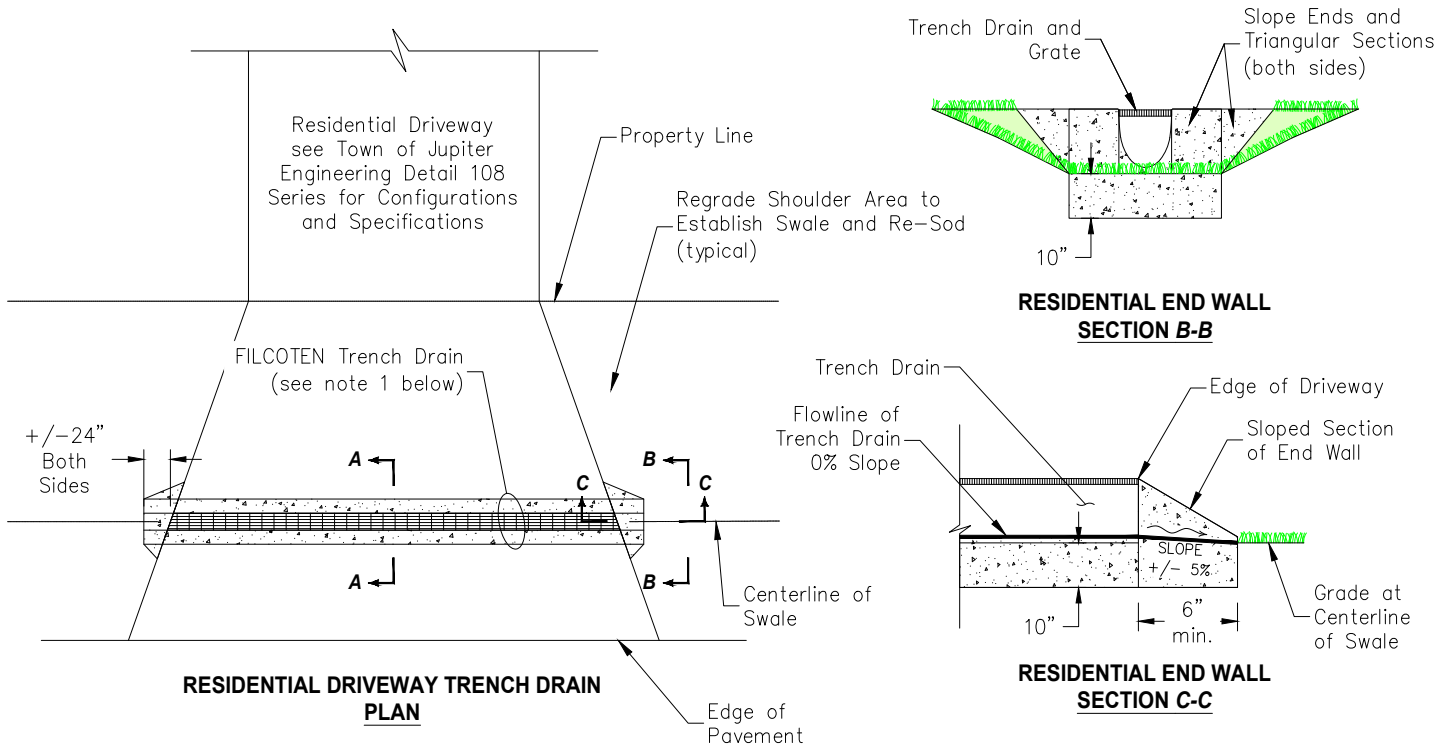 Residential Driveway
see Town of Jupiter
Engineering Detail 108
Series for Configurations
and Specifications
Property Line
Regrade Shoulder Area to
Establish Swale and Re-Sod
(typical)
FILCOTEN Trench Drain
(see note 1 below)
+/-24"
Both
Sides
A
B
C
C
A
B
Centerline of
Swale
Edge of
Pavement
RESIDENTIAL DRIVEWAY TRENCH DRAIN
PLAN
Trench Drain and
Grate
Slope Ends and
Triangular Sections
(both sides)
10"
RESIDENTIAL END WALL
SECTION B-B
Trench Drain
Flowline of
Trench Drain
0% Slope
Edge of Driveway
Sloped Section
of End Wall
SLOPE
+/- 5%
10"
6"
min.
Grade at
Centerline
of Swale
RESIDENTIAL END WALL
SECTION C-C